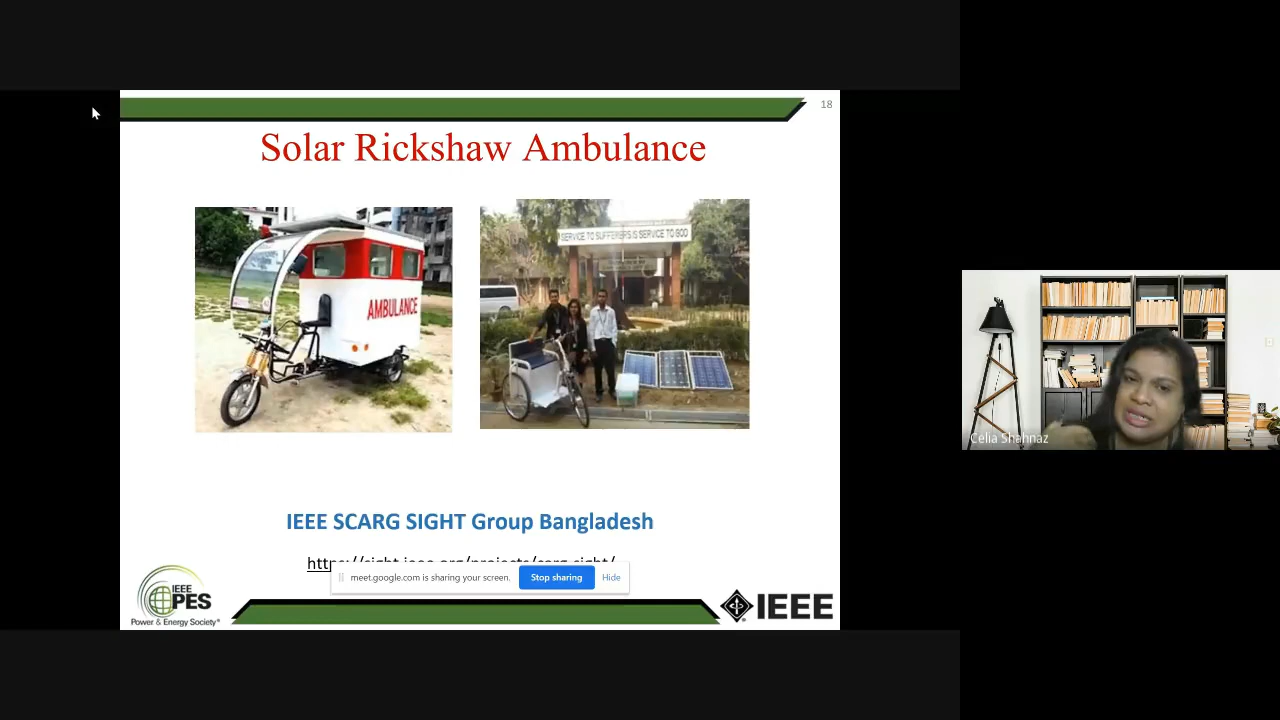 18
Solar Rickshaw Ambulance
AMBULANCE
SERVICE TO SUFFERERS IS SERVICE TO GOD
IEEE SCARG SIGHT Group Bangladesh
https://sight.ieee.org/projects/scarg-sight/
meet.google.com is sharing your screen.
Stop sharing
Hide
IEEE
PES
Power & Energy Society®
IEEE
Celia Shahnaz